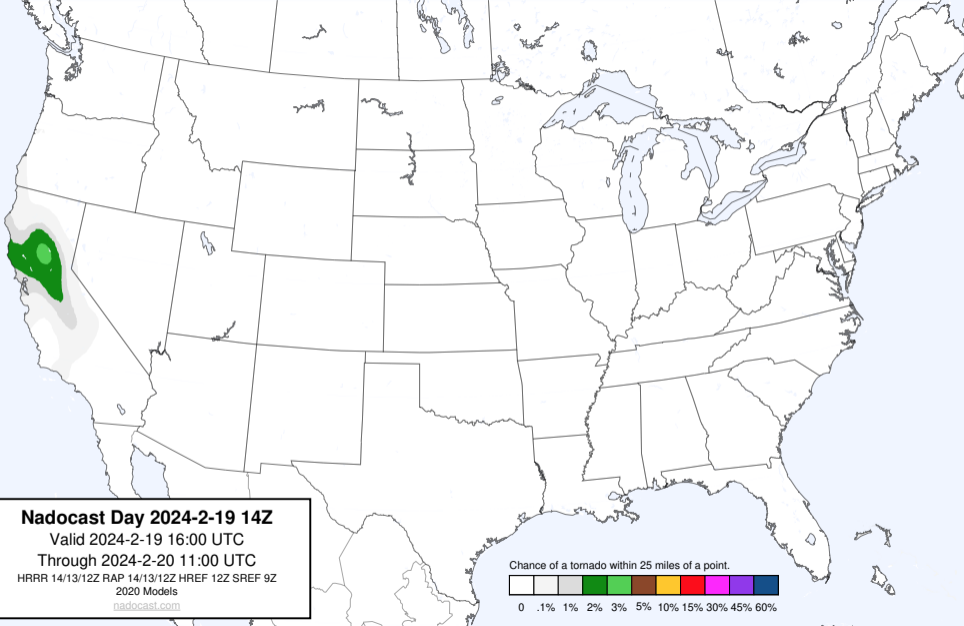 Nadocast Day 2024-2-19 14Z
Valid 2024-2-19 16:00 UTC
Through 2024-2-20 11:00 UTC
HRRR 14/13/12Z RAP 14/13/12Z HREF 12Z SREF 9Z
2020 Models
nadocast.com
Chance of a tornado within 25 miles of a point.
0 .1% 1% 2% 3% 5% 10% 15% 30% 45% 60%